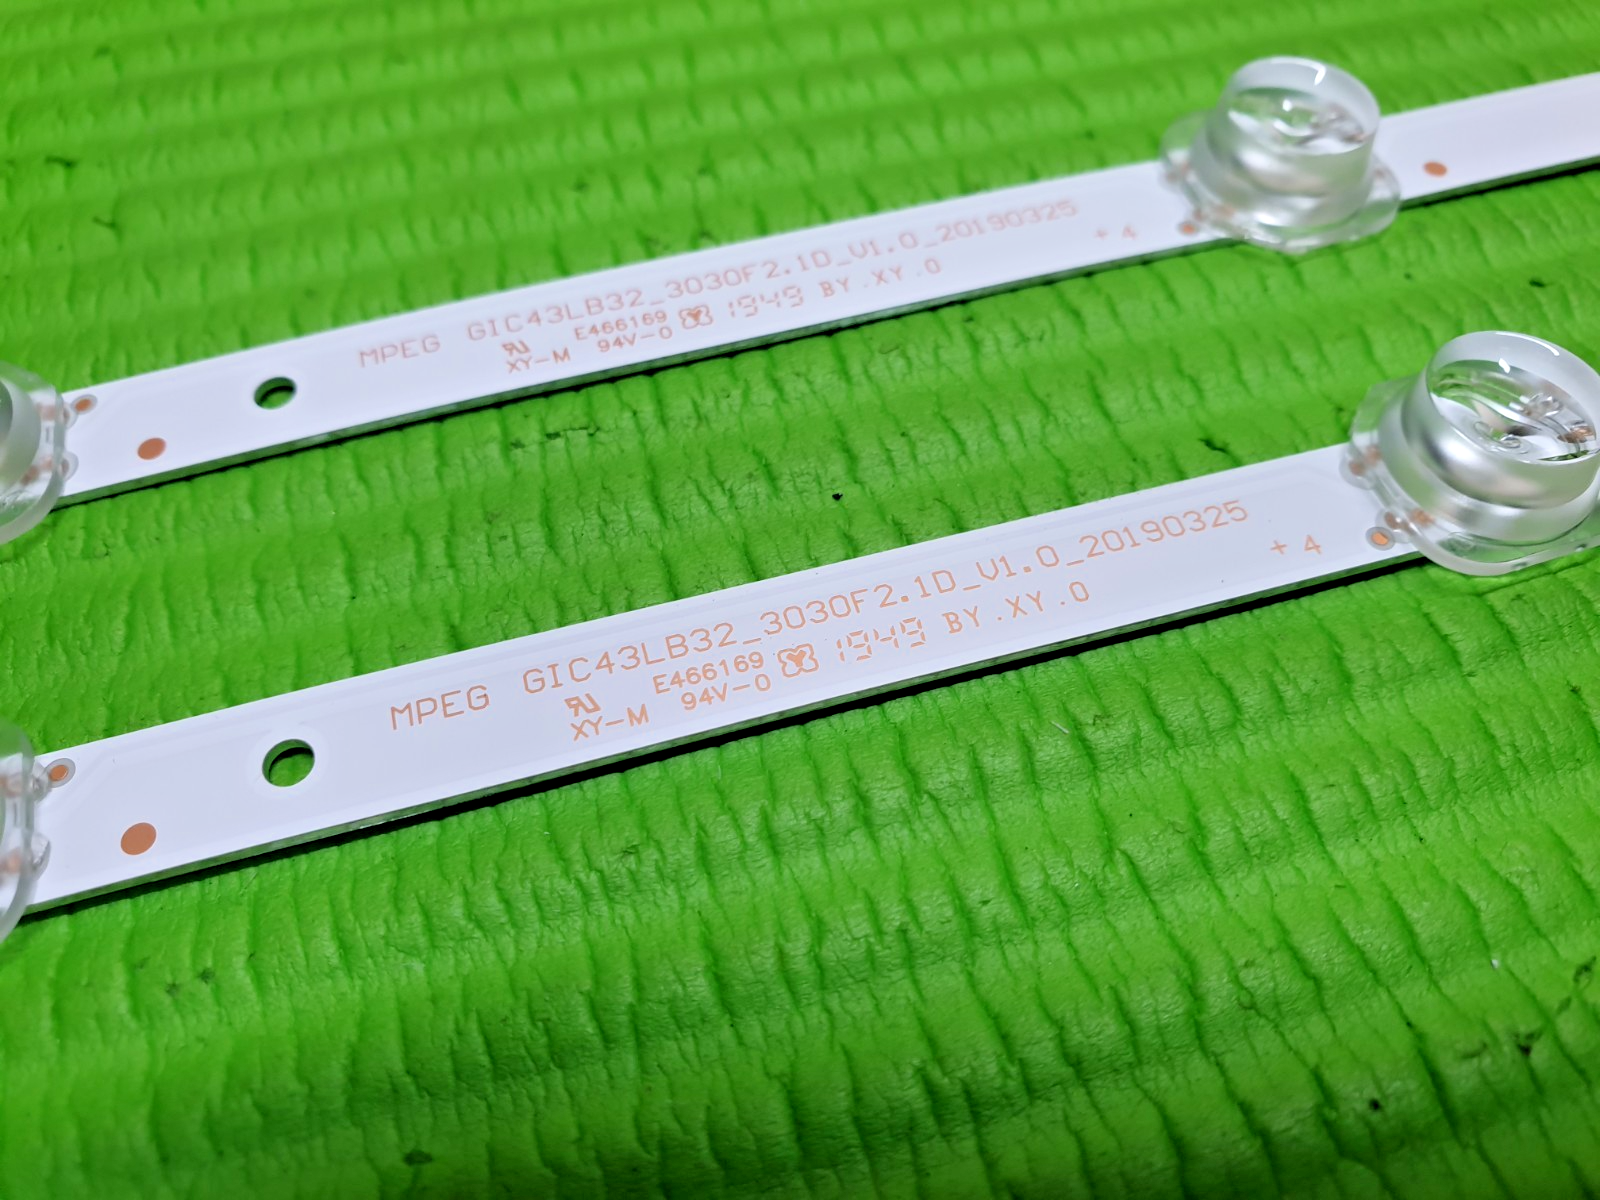 MPEG GIC43LB32_3030F2.1D_V1.0_20190325
E466169 1949 BY.XY.0
XY-M 94V-0
+ 4
MPEG GIC43LB32_3030F2.1D_V1.0_20190325
E466169 1949 BY.XY.0
XY-M 94V-0
+ 4